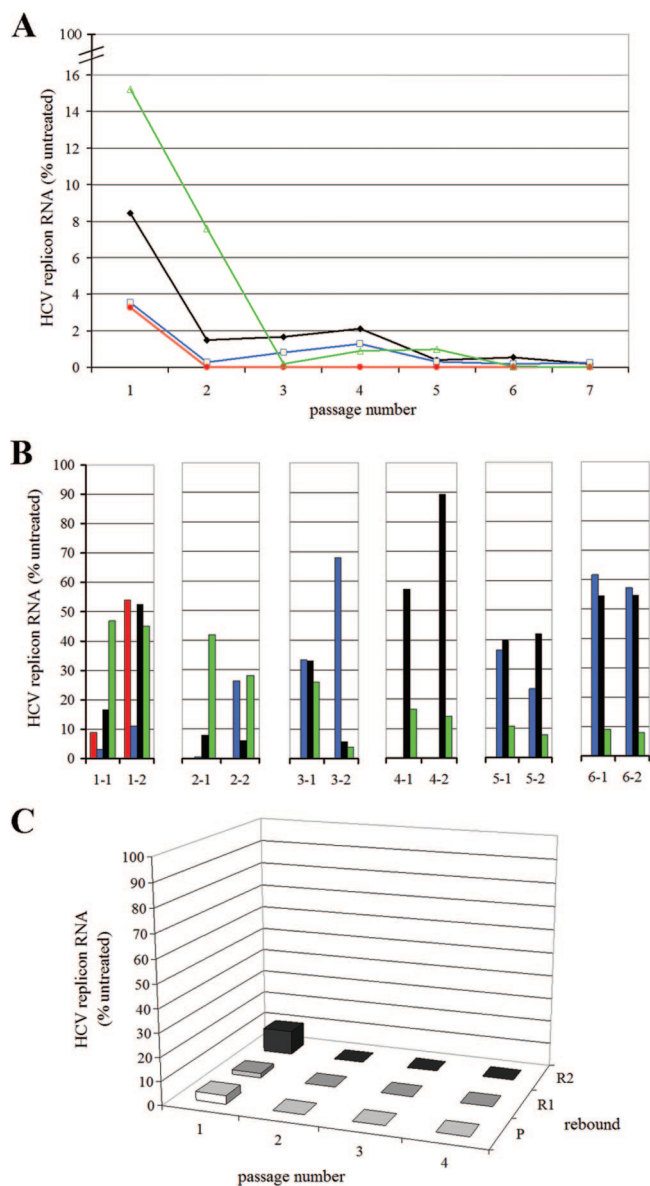 A
HCV replicon RNA (% untreated)
100
16
14
12
10
8
6
4
2
0
1 2 3 4 5 6 7
passage number
B
HCV replicon RNA (% untreated)
100
90
80
70
60
50
40
30
20
10
0
1-1 1-2 2-1 2-2 3-1 3-2 4-1 4-2 5-1 5-2 6-1 6-2
C
HCV replicon RNA
(% untreated)
100
90
80
70
60
50
40
30
20
10
0
1 2 3 4
passage number
P
R1
R2
rebound